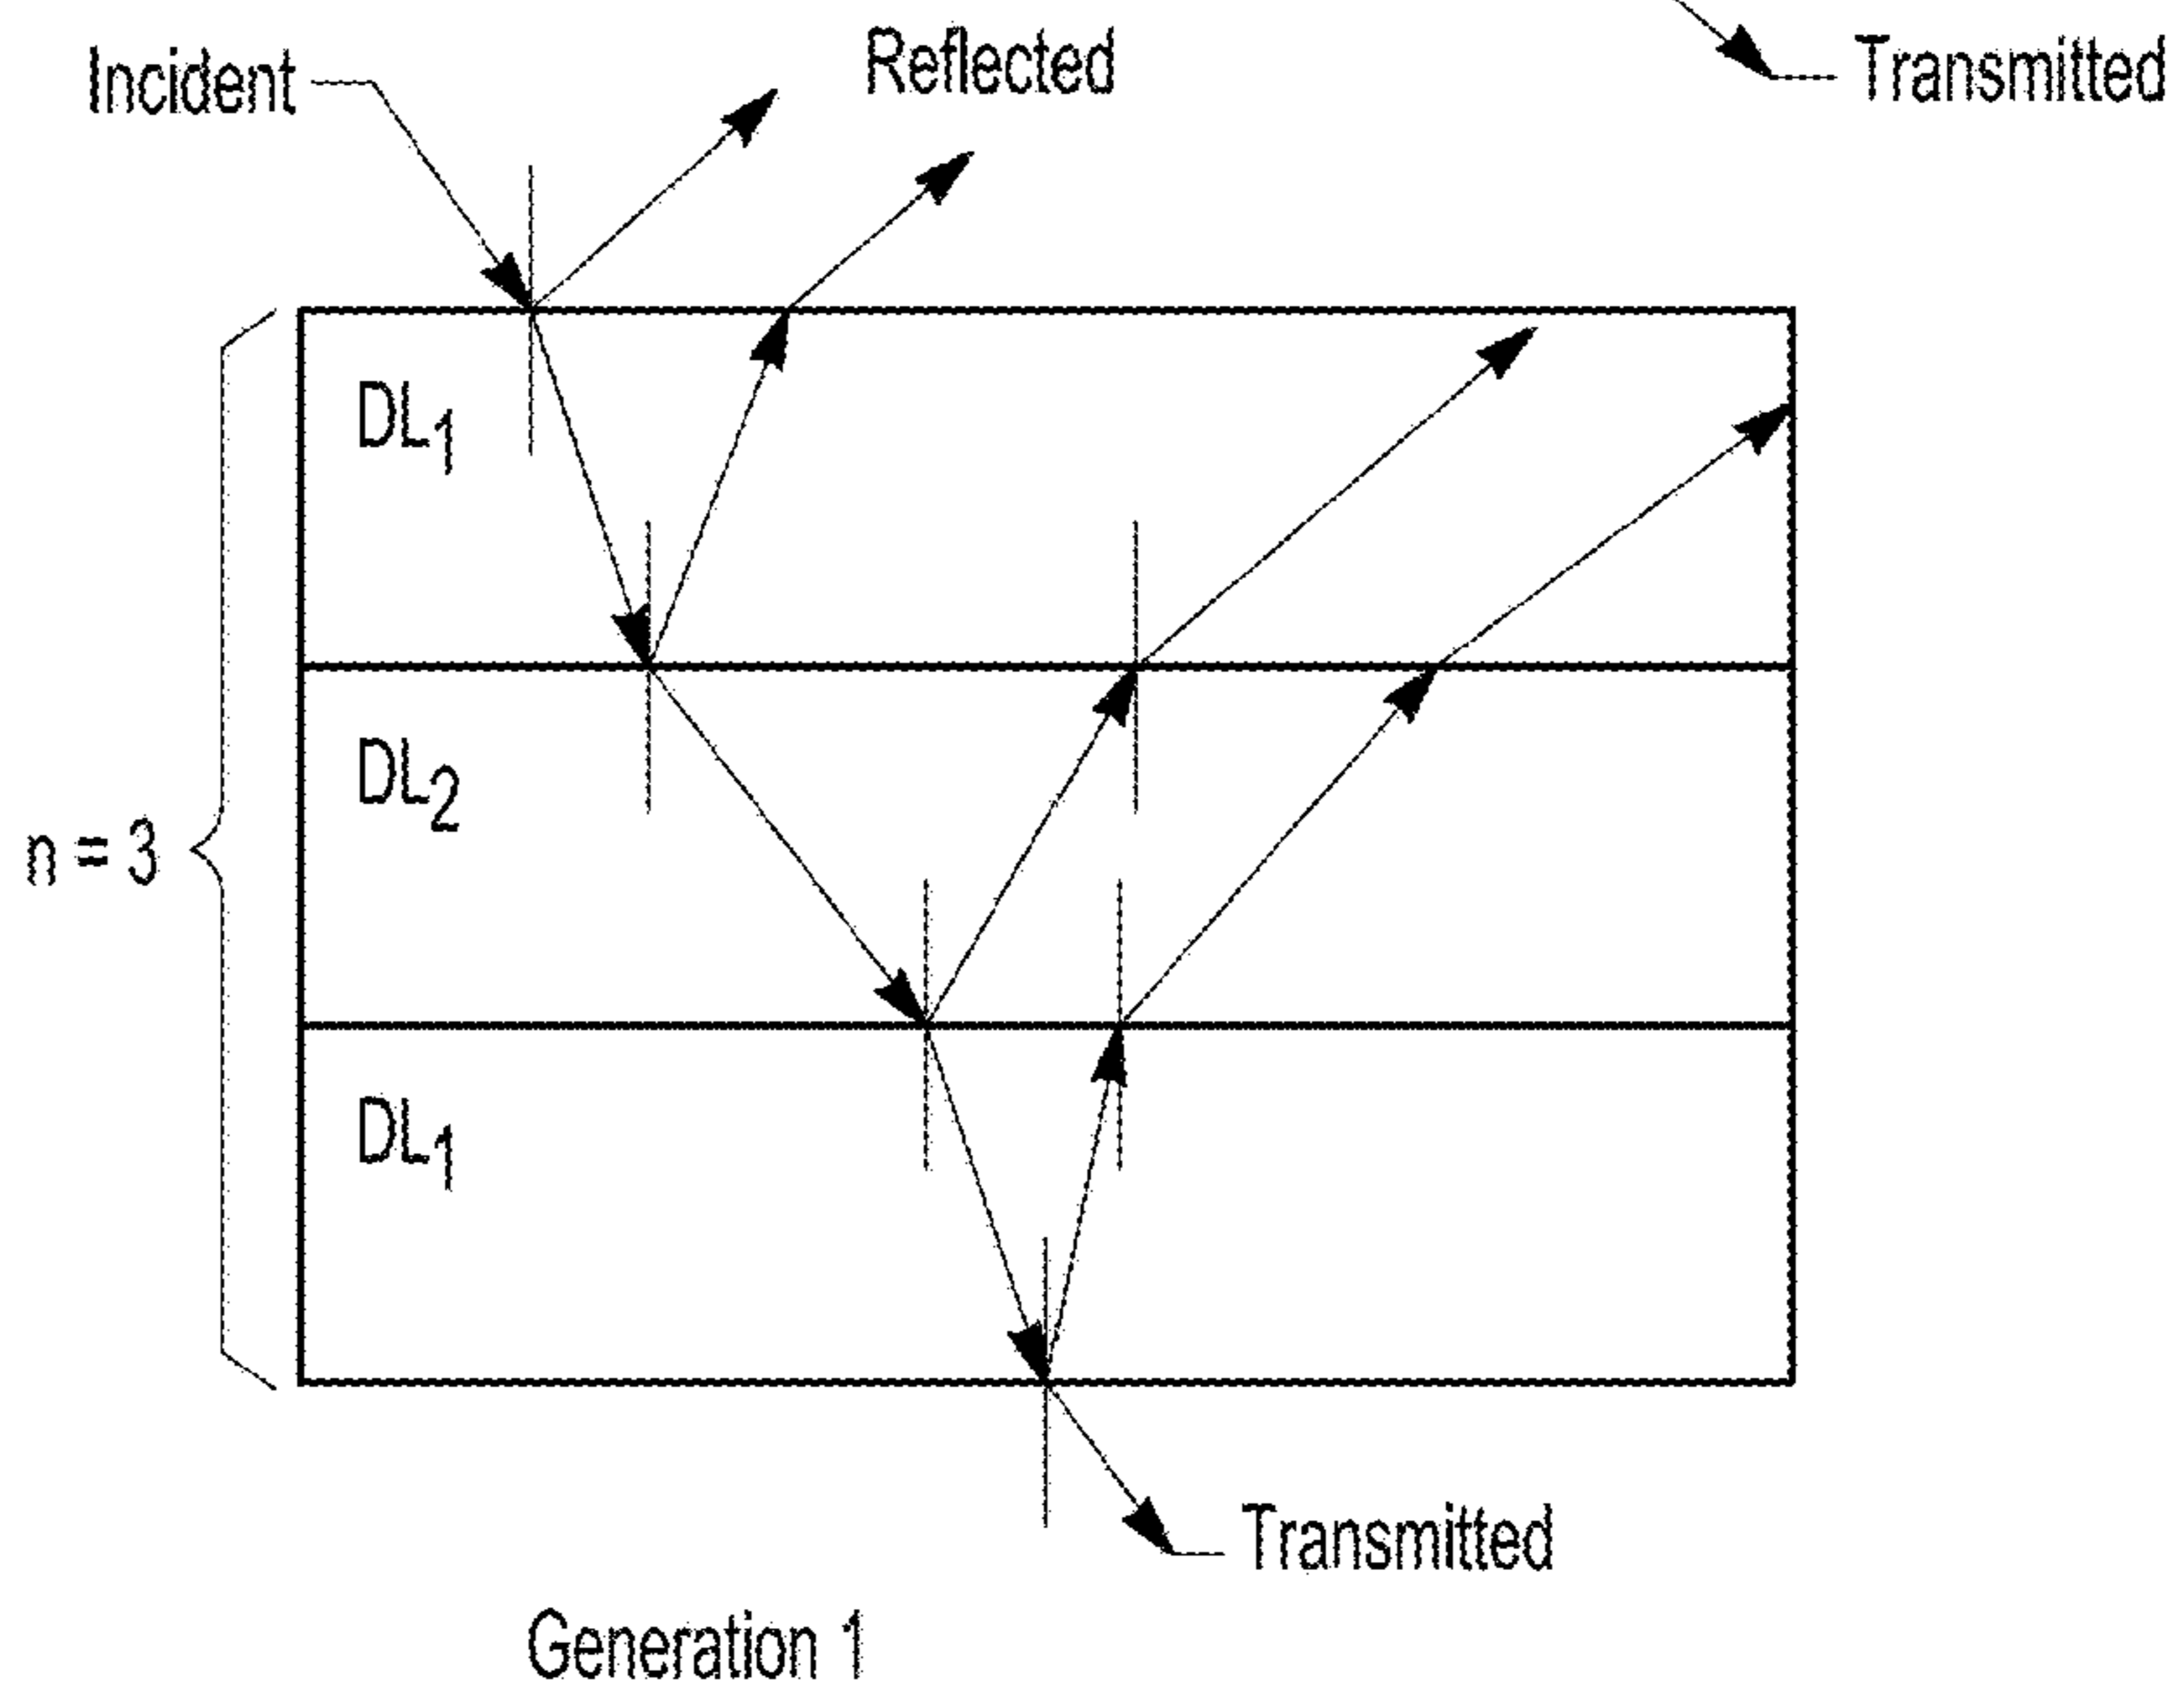 Incident
Reflected
Transmitted
DL1
DL2
n = 3
DL1
Transmitted
Generation 1